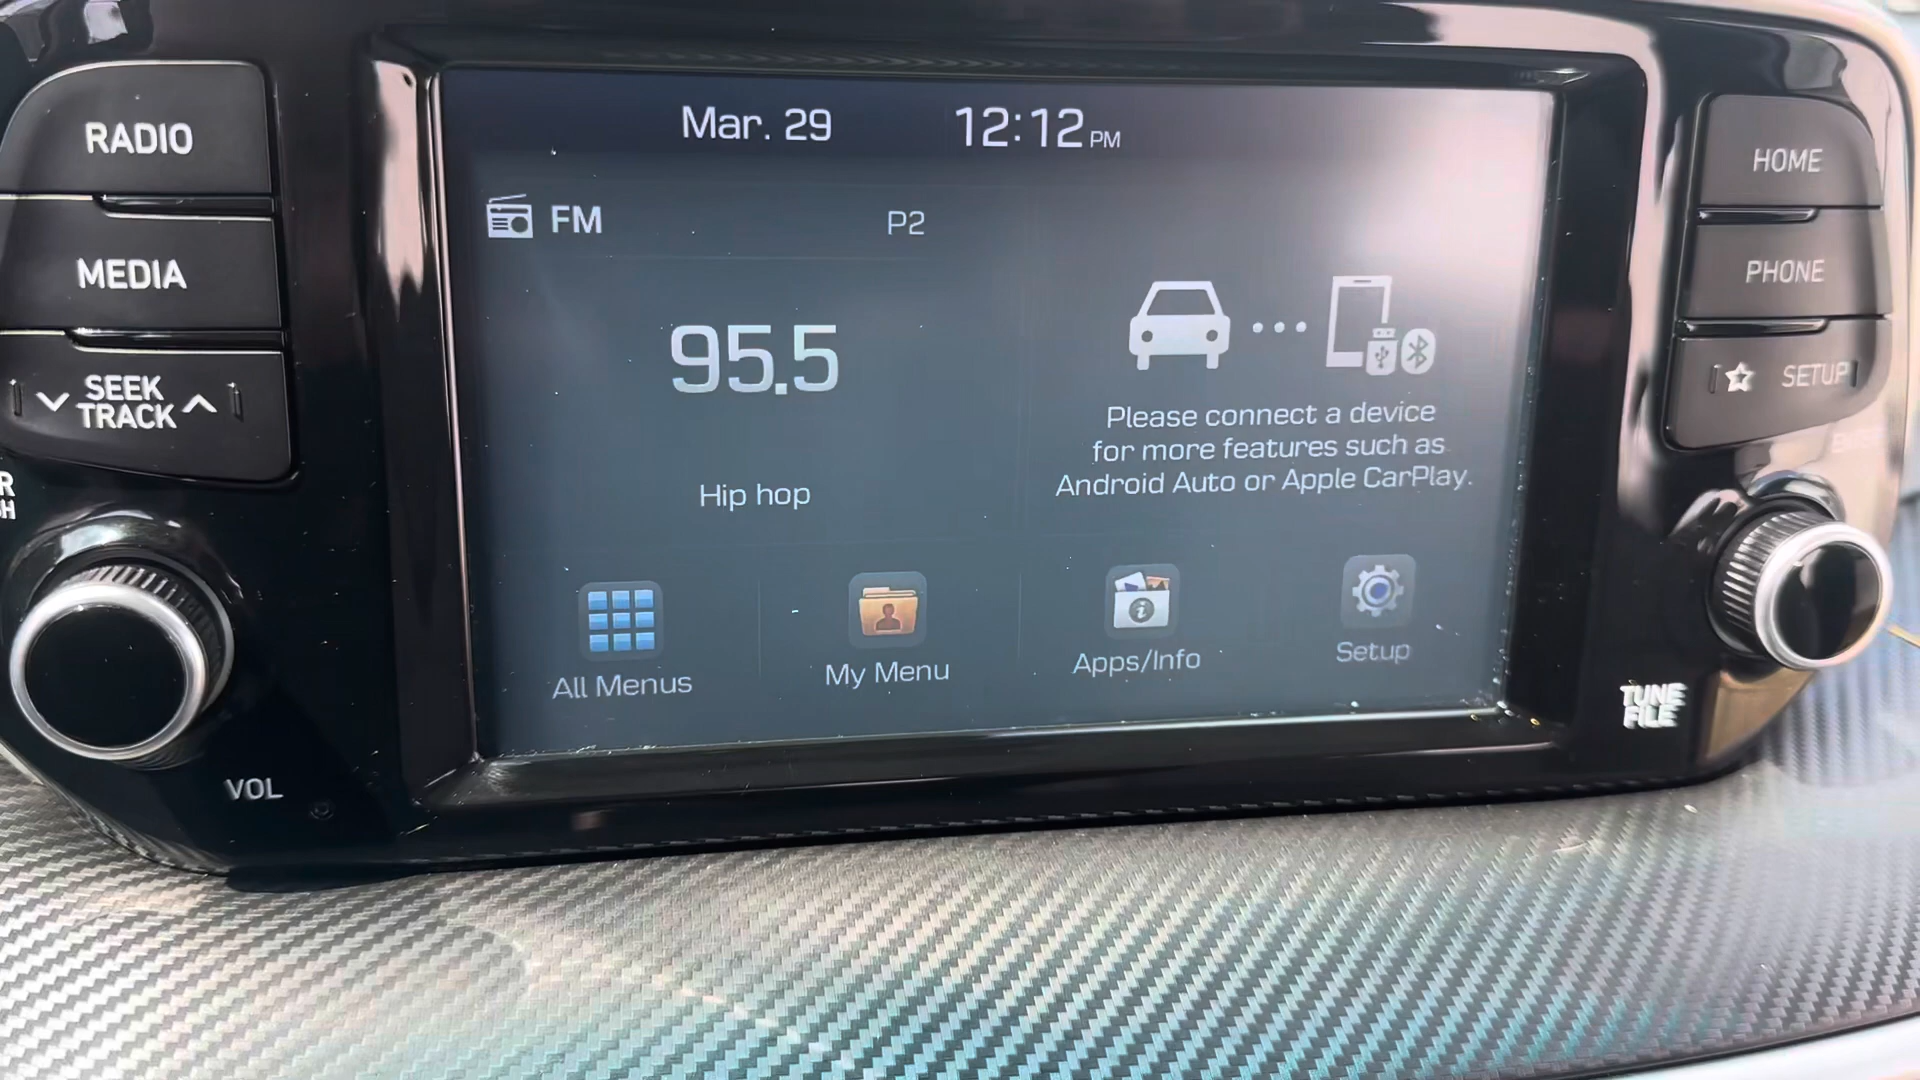 RADIO
MEDIA
SEEK
TRACK
VOL
Mar. 29
12:12 PM
FM
P2
95.5
Hip hop
Please connect a device
for more features such as
Android Auto or Apple CarPlay.
All Menus
My Menu
Apps/Info
Setup
HOME
PHONE
SETUP
TUNE
FILE